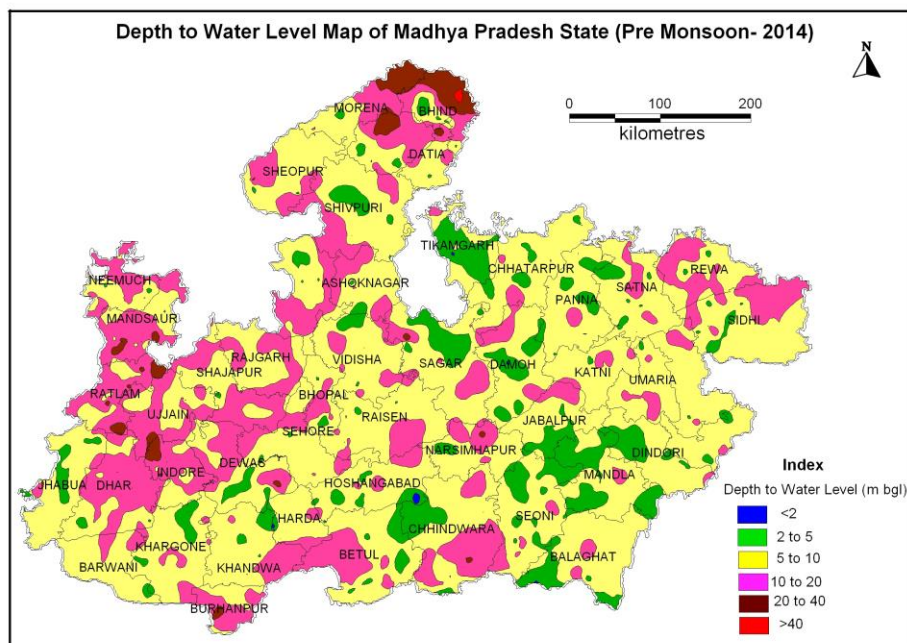 Depth to Water Level Map of Madhya Pradesh State (Pre Monsoon- 2014)
N
0 100 200
kilometres
MORENA
BHIND
DATIA
SHEOPUR
SHIVPURI
TIKAMGARH
CHHATARPUR
REWA
NEEMUCH
ASHOKNAGAR
SATNA
PANNA
MANDSAUR
SIDHI
RAJGARH
VIDISHA
SAGAR
DAMOH
SHAJAPUR
KATNI
UMARIA
RATLAM
BHOPAL
UJJAIN
RAISEN
JABALPUR
SEHORE
NARSIMHAPUR
DINDORI
DEWAS
INDORE
MANDLA
JHABUA
DHAR
HOSHANGABAD
HARDA
SEONI
CHHINDWARA
KHARGONE
BETUL
BALAGHAT
BARWANI
KHANDWA
BURHANPUR
Index
Depth to Water Level (m bgl)
<2
2 to 5
5 to 10
10 to 20
20 to 40
>40